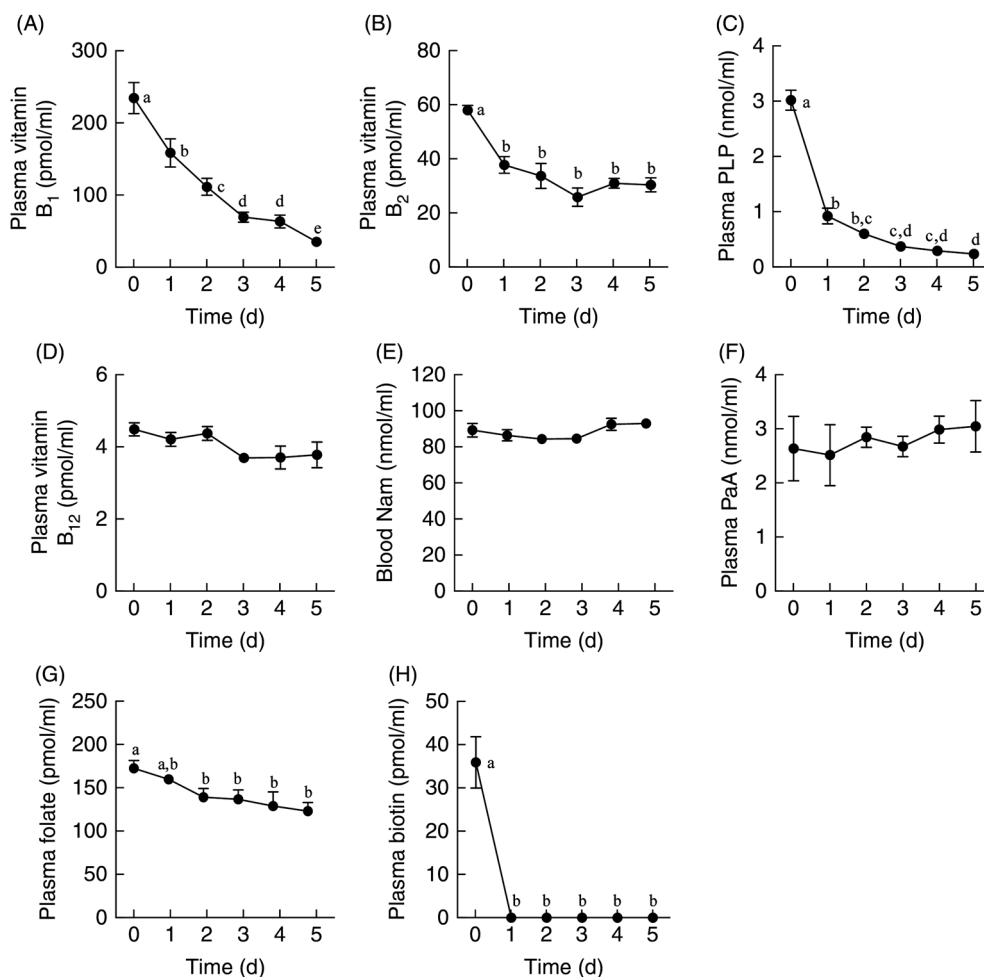 (A)
Plasma vitamin
B1 (pmol/ml)
300
200
100
0
a
b
c
d
d
e
0 1 2 3 4 5
Time (d)
(B)
Plasma vitamin
B2 (pmol/ml)
80
60
40
20
0
a
b
b
b
b
b
0 1 2 3 4 5
Time (d)
(C)
Plasma PLP (nmol/ml)
4
3
2
1
0
a
b
b,c
c,d
c,d
d
0 1 2 3 4 5
Time (d)
(D)
Plasma vitamin
B12 (pmol/ml)
6
4
2
0
0 1 2 3 4 5
Time (d)
(E)
Blood Nam (nmol/ml)
120
100
80
60
40
20
0
0 1 2 3 4 5
Time (d)
(F)
Plasma PaA (nmol/ml)
4
3
2
1
0
0 1 2 3 4 5
Time (d)
(G)
Plasma folate (pmol/ml)
250
200
150
100
50
0
a
a,b
b
b
b
b
0 1 2 3 4 5
Time (d)
(H)
Plasma biotin (pmol/ml)
50
40
30
20
10
0
a
b
b
b
b
b
0 1 2 3 4 5
Time (d)